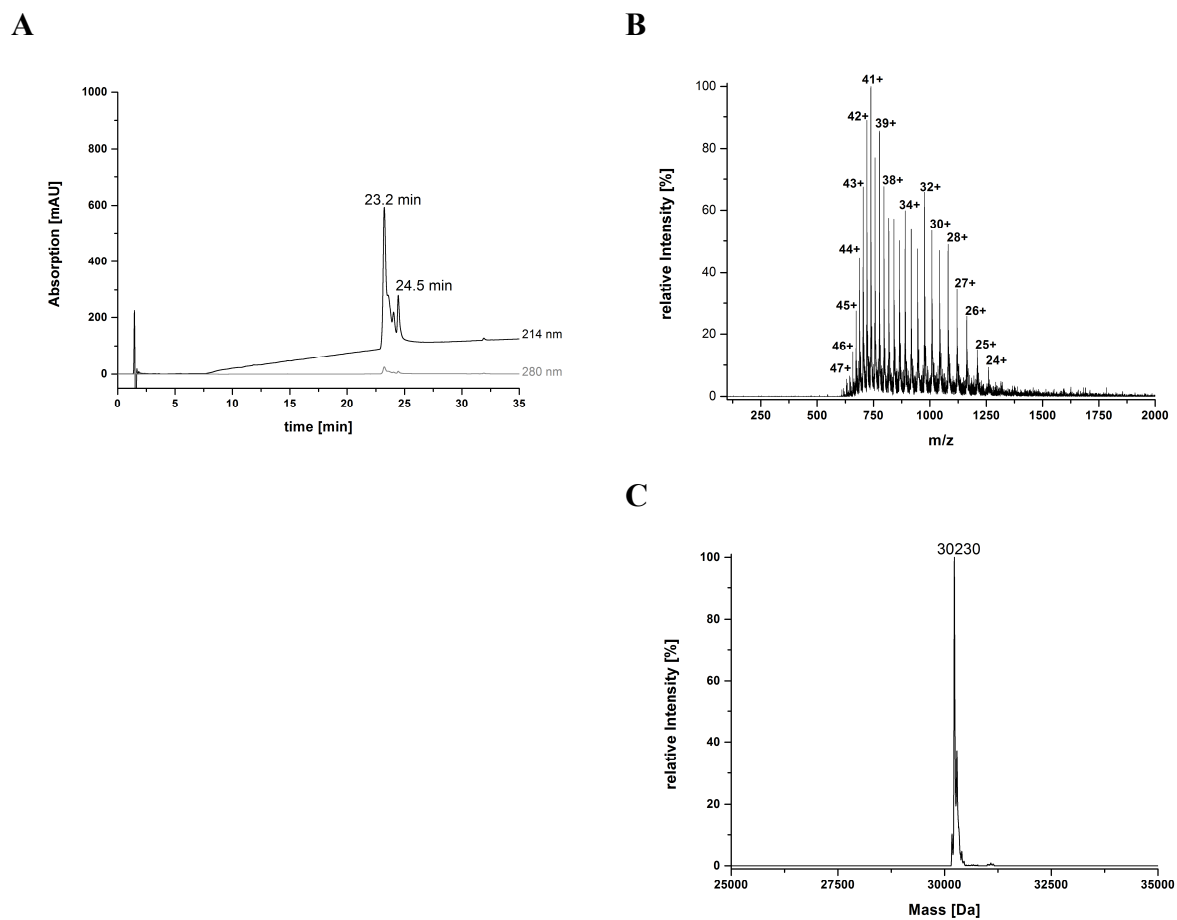 A
1000
800
600
400
200
0
Absorption [mAU]
23.2 min
24.5 min
214 nm
280 nm
0 5 10 15 20 25 30 35
time [min]
B
100
80
60
40
20
0
relative Intensity [%]
41+
42+
39+
43+
38+
32+
34+
30+
28+
44+
27+
45+
26+
46+
25+
47+
24+
250 500 750 1000 1250 1500 1750 2000
m/z
C
30230
100
80
60
40
20
0
relative Intensity [%]
25000 27500 30000 32500 35000
Mass [Da]